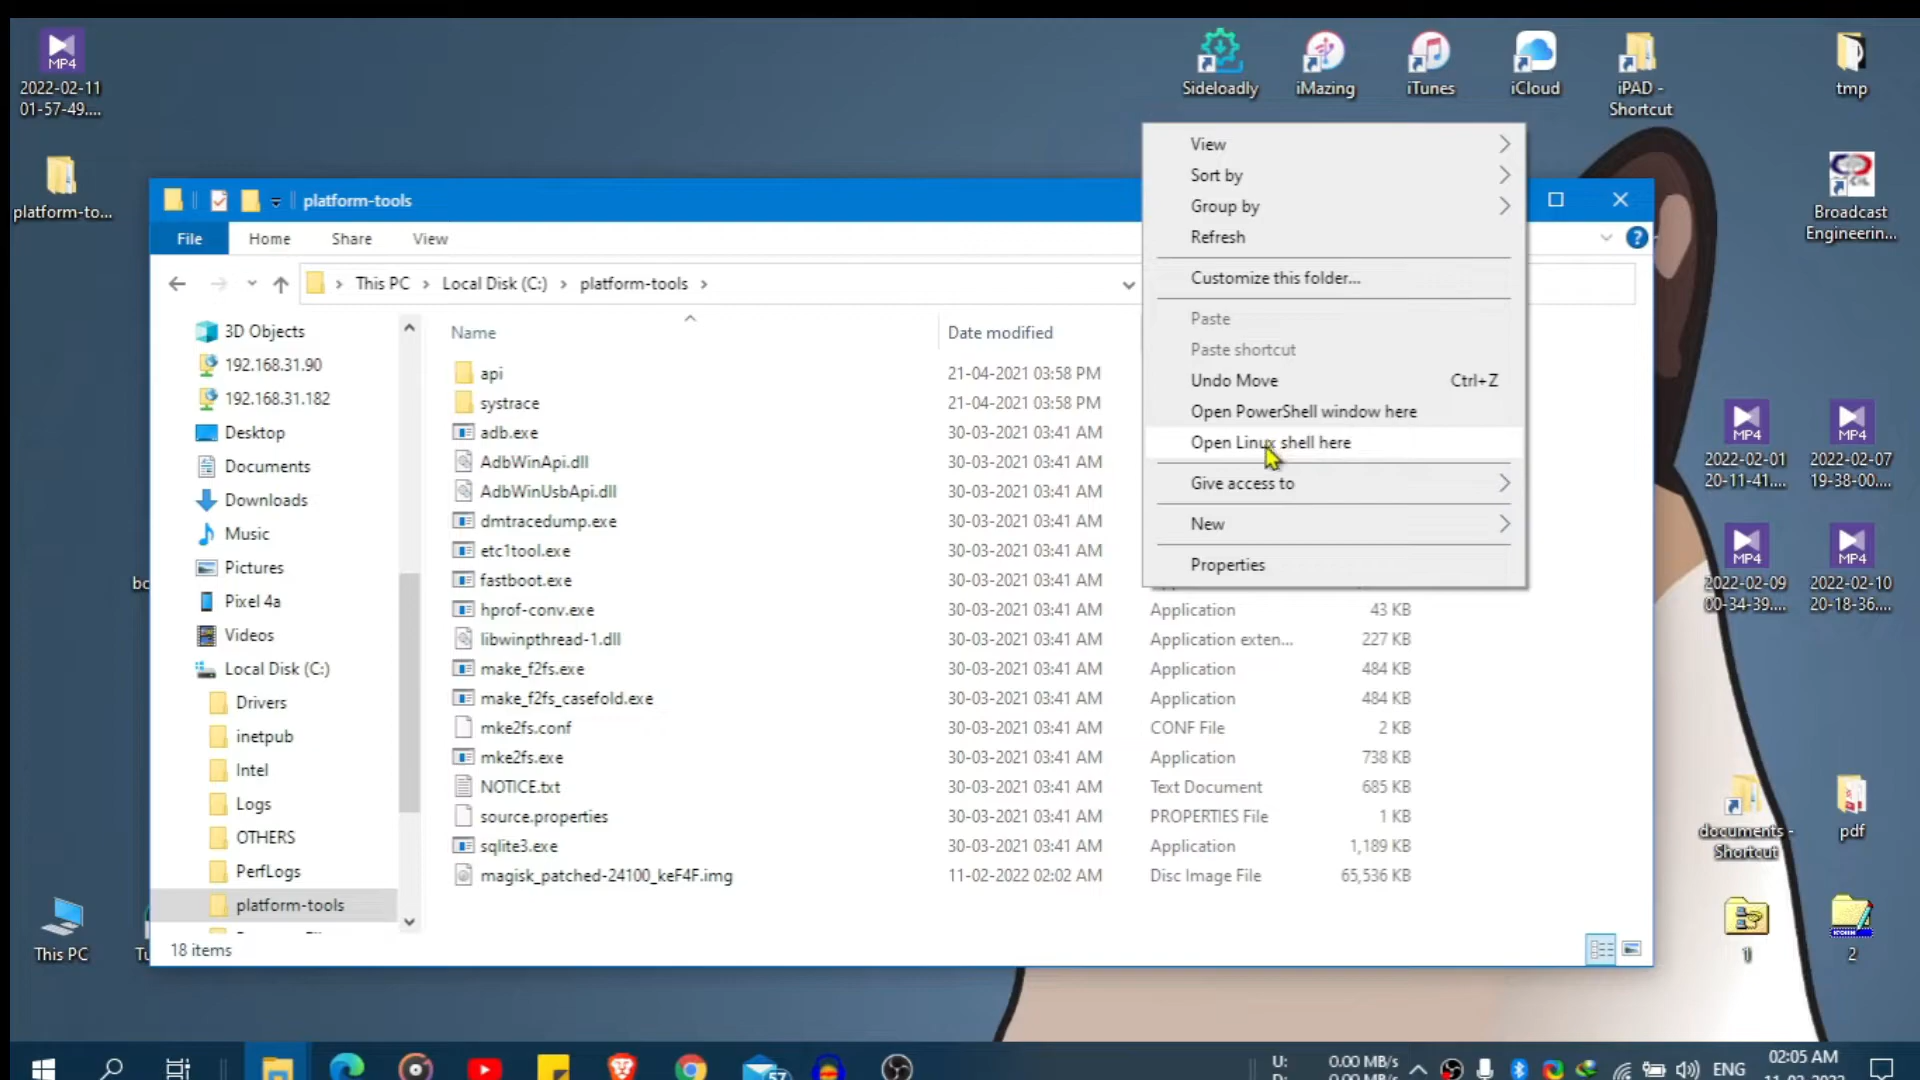 MP4
2022-02-11
01-57-49....
platform-to...
Sideloadly
iMazing
iTunes
iCloud
iPAD -
Shortcut
tmp
Broadcast
Engineerin...
platform-tools
File
Home
Share
View
This PC
Local Disk (C:)
platform-tools
3D Objects
192.168.31.90
192.168.31.182
Desktop
Documents
Downloads
Music
Pictures
Pixel 4a
Videos
Local Disk (C:)
Drivers
inetpub
Intel
Logs
OTHERS
PerfLogs
platform-tools
Name Date modified
api 21-04-2021 03:58 PM
systrace 21-04-2021 03:58 PM
adb.exe 30-03-2021 03:41 AM
AdbWinApi.dll 30-03-2021 03:41 AM
AdbWinUsbApi.dll 30-03-2021 03:41 AM
dmtracedump.exe 30-03-2021 03:41 AM
etc1tool.exe 30-03-2021 03:41 AM
fastboot.exe 30-03-2021 03:41 AM
hprof-conv.exe 30-03-2021 03:41 AM Application 43 KB
libwinpthread-1.dll 30-03-2021 03:41 AM Application exten... 227 KB
make_f2fs.exe 30-03-2021 03:41 AM Application 484 KB
make_f2fs_casefold.exe 30-03-2021 03:41 AM Application 484 KB
mke2fs.conf 30-03-2021 03:41 AM CONF File 2 KB
mke2fs.exe 30-03-2021 03:41 AM Application 738 KB
NOTICE.txt 30-03-2021 03:41 AM Text Document 685 KB
source.properties 30-03-2021 03:41 AM PROPERTIES File 1 KB
sqlite3.exe 30-03-2021 03:41 AM Application 1,189 KB
magisk_patched-24100_keF4F.img 11-02-2022 02:02 AM Disc Image File 65,536 KB
18 items
View
Sort by
Group by
Refresh
Customize this folder...
Paste
Paste shortcut
Undo Move Ctrl+Z
Open PowerShell window here
Open Linux shell here
Give access to
New
Properties
MP4
2022-02-01
20-11-41....
MP4
2022-02-07
19-38-00....
MP4
2022-02-09
00-34-39....
MP4
2022-02-10
20-18-36....
documents -
Shortcut
pdf
1
2
bc
This PC
Tu
57
U: 0.00 MB/s
ENG
02:05 AM